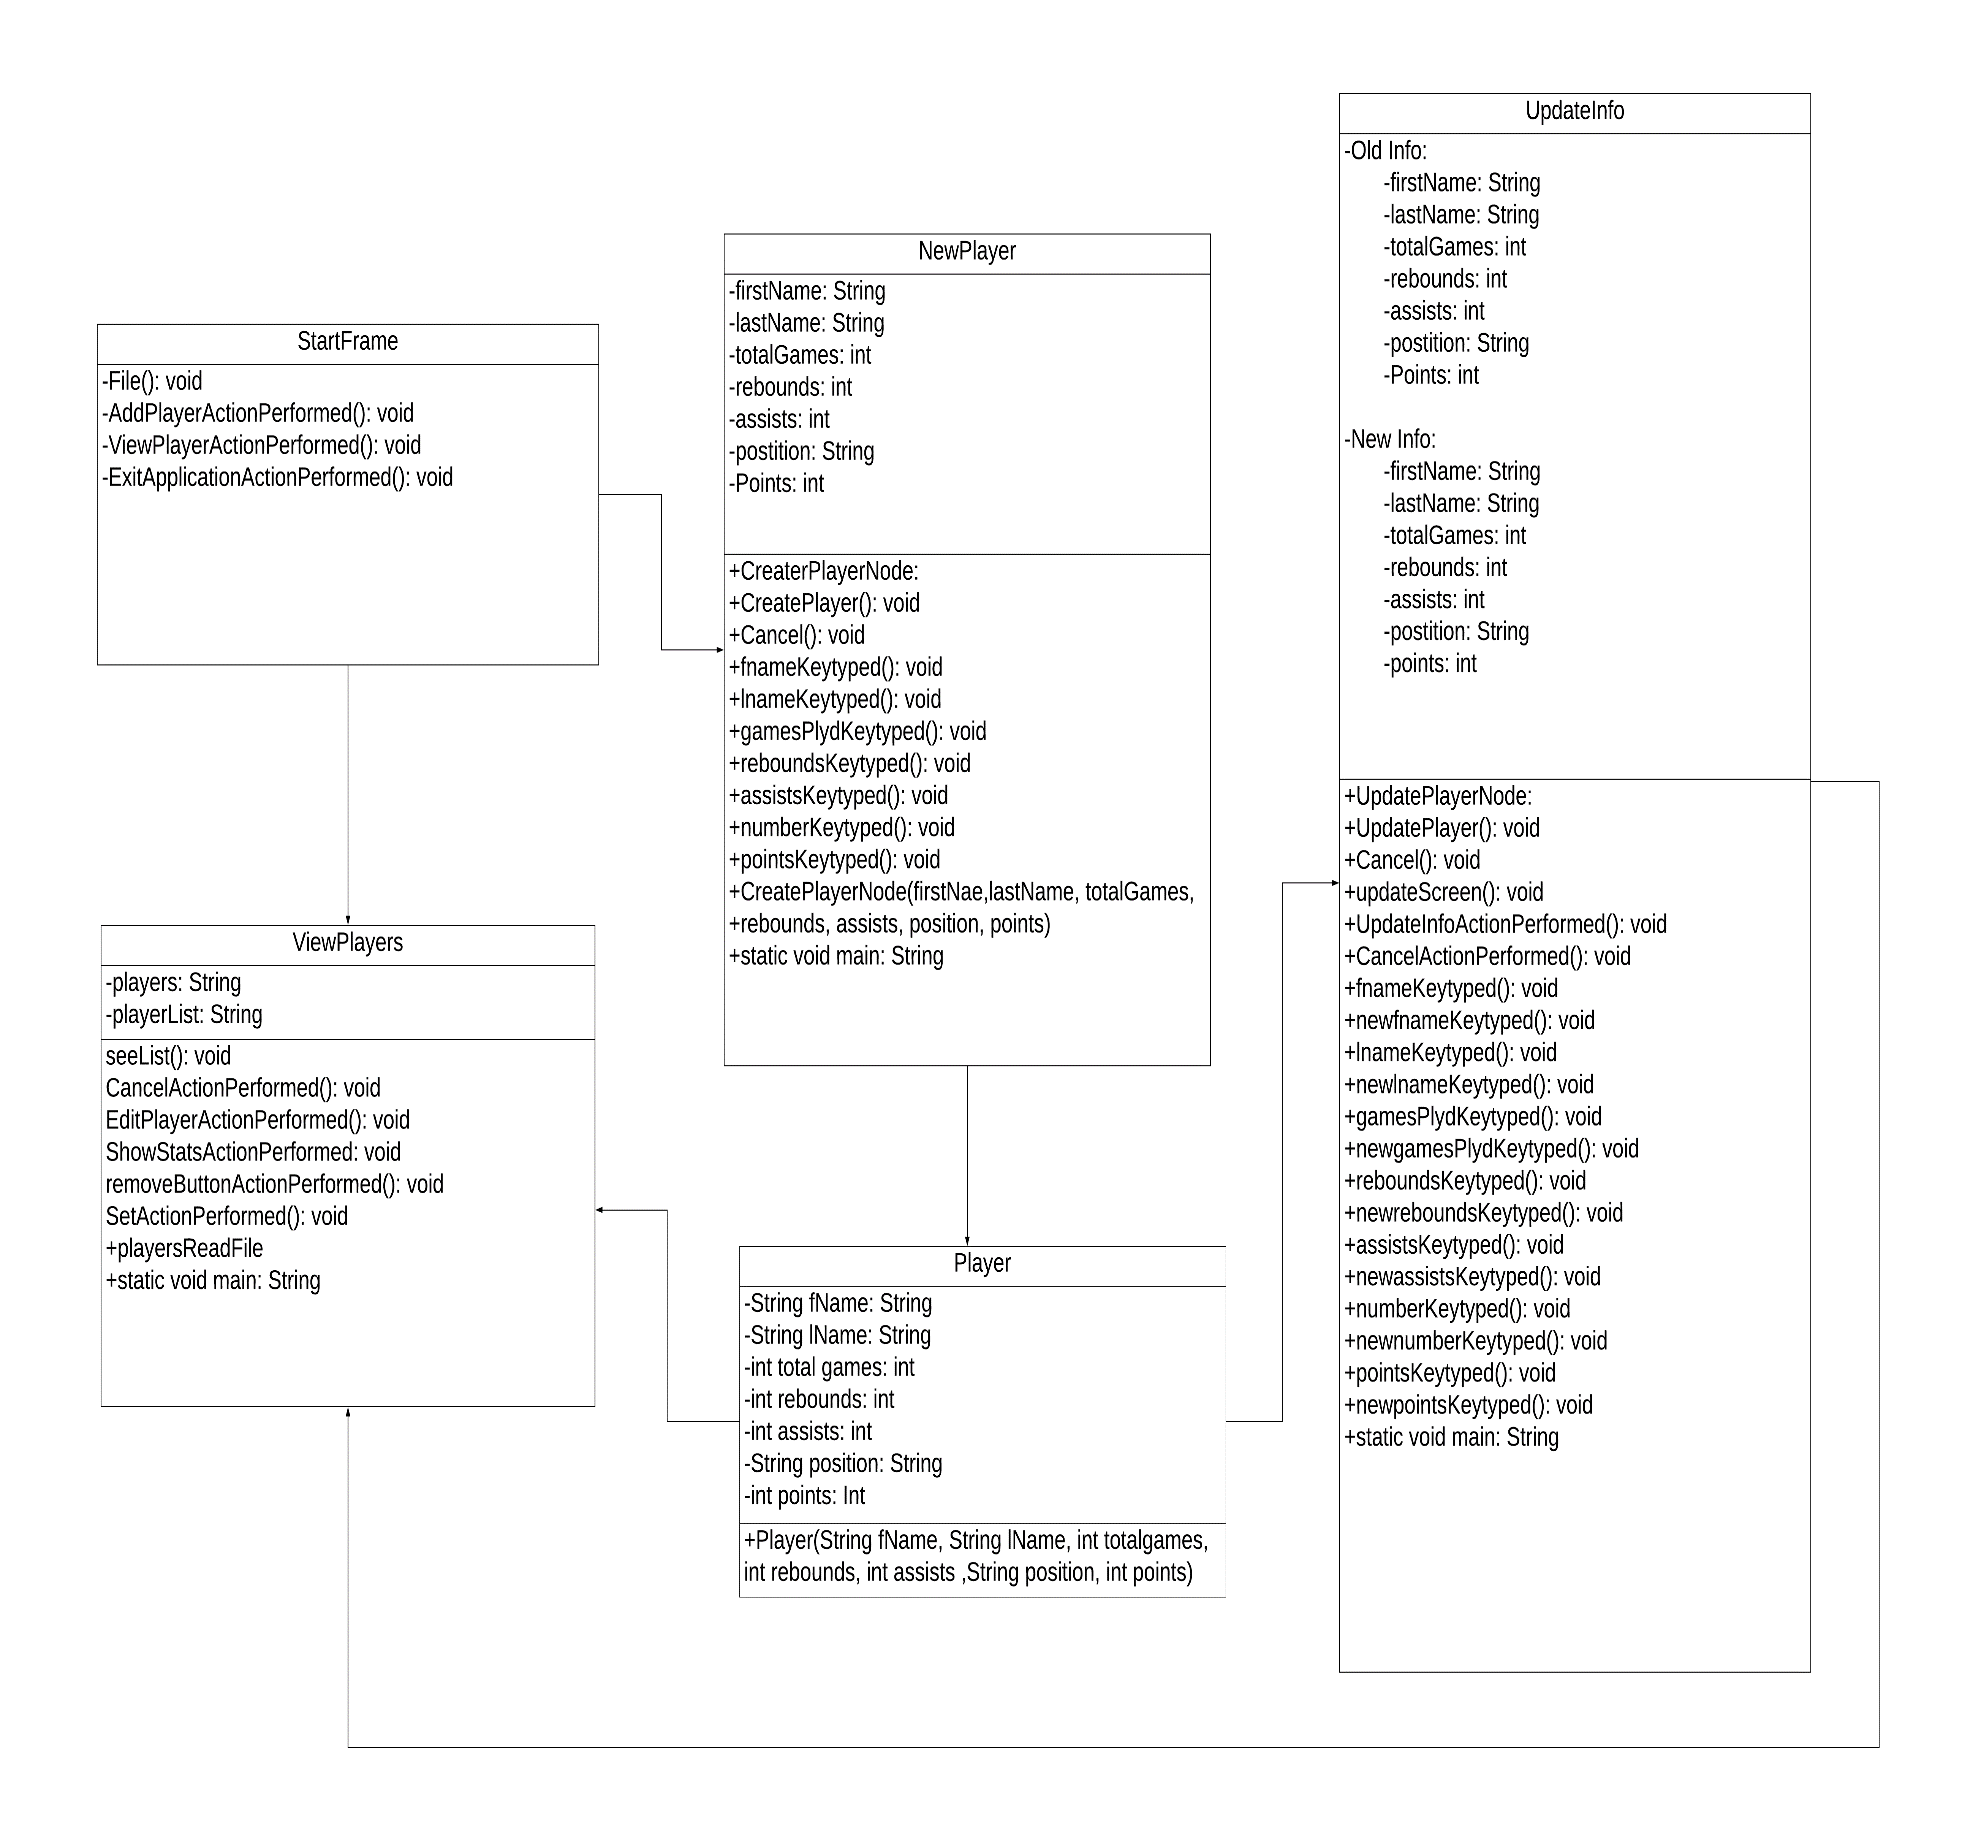 StartFrame
-File(): void
-AddPlayerActionPerformed(): void
-ViewPlayerActionPerformed(): void
-ExitApplicationActionPerformed(): void
NewPlayer
-firstName: String
-lastName: String
-totalGames: int
-rebounds: int
-assists: int
-postition: String
-Points: int
+CreaterPlayerNode:
+CreatePlayer(): void
+Cancel(): void
+fnameKeytyped(): void
+lnameKeytyped(): void
+gamesPlydKeytyped(): void
+reboundsKeytyped(): void
+assistsKeytyped(): void
+numberKeytyped(): void
+pointsKeytyped(): void
+CreatePlayerNode(firstNae,lastName, totalGames,
+rebounds, assists, position, points)
+static void main: String
UpdateInfo
-Old Info:
-firstName: String
-lastName: String
-totalGames: int
-rebounds: int
-assists: int
-postition: String
-Points: int
-New Info:
-firstName: String
-lastName: String
-totalGames: int
-rebounds: int
-assists: int
-postition: String
-points: int
+UpdatePlayerNode:
+UpdatePlayer(): void
+Cancel(): void
+updateScreen(): void
+UpdateInfoActionPerformed(): void
+CancelActionPerformed(): void
+fnameKeytyped(): void
+newfnameKeytyped(): void
+lnameKeytyped(): void
+newlnameKeytyped(): void
+gamesPlydKeytyped(): void
+newgamesPlydKeytyped(): void
+reboundsKeytyped(): void
+newreboundsKeytyped(): void
+assistsKeytyped(): void
+newassistsKeytyped(): void
+numberKeytyped(): void
+newnumberKeytyped(): void
+pointsKeytyped(): void
+newpointsKeytyped(): void
+static void main: String
ViewPlayers
-players: String
-playerList: String
seeList(): void
CancelActionPerformed(): void
EditPlayerActionPerformed(): void
ShowStatsActionPerformed: void
removeButtonActionPerformed(): void
SetActionPerformed(): void
+playersReadFile
+static void main: String
Player
-String fName: String
-String lName: String
-int total games: int
-int rebounds: int
-int assists: int
-String position: String
-int points: Int
+Player(String fName, String lName, int totalgames,
int rebounds, int assists ,String position, int points)